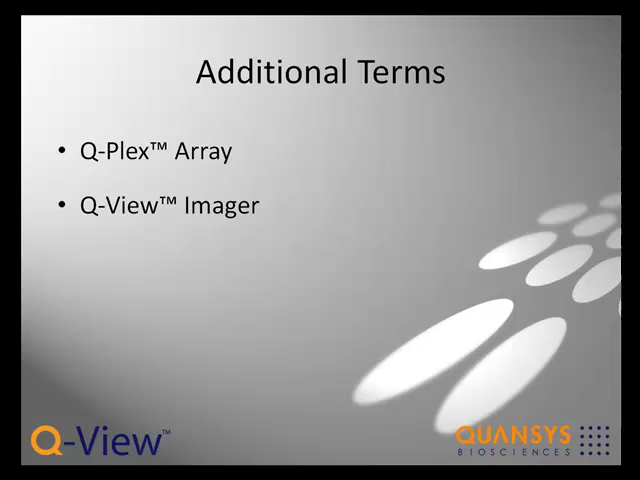 Additional Terms
• Q-Plex™ Array
• Q-View™ Imager
Q-View™
QUANSYS
BIOSCIENCES